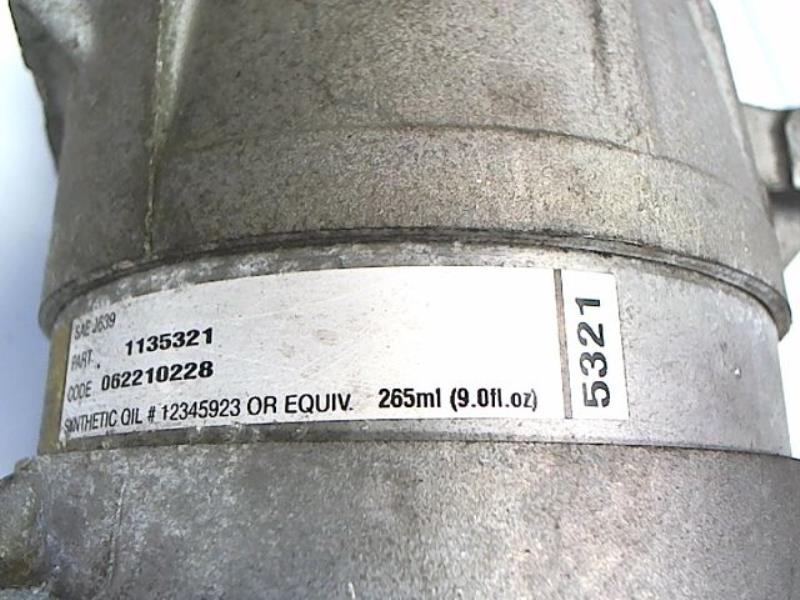 SAE J639
PART. 1135321
CODE 062210228
SYNTHETIC OIL # 12345923 OR EQUIV. 265ml (9.0fl.oz)
5321